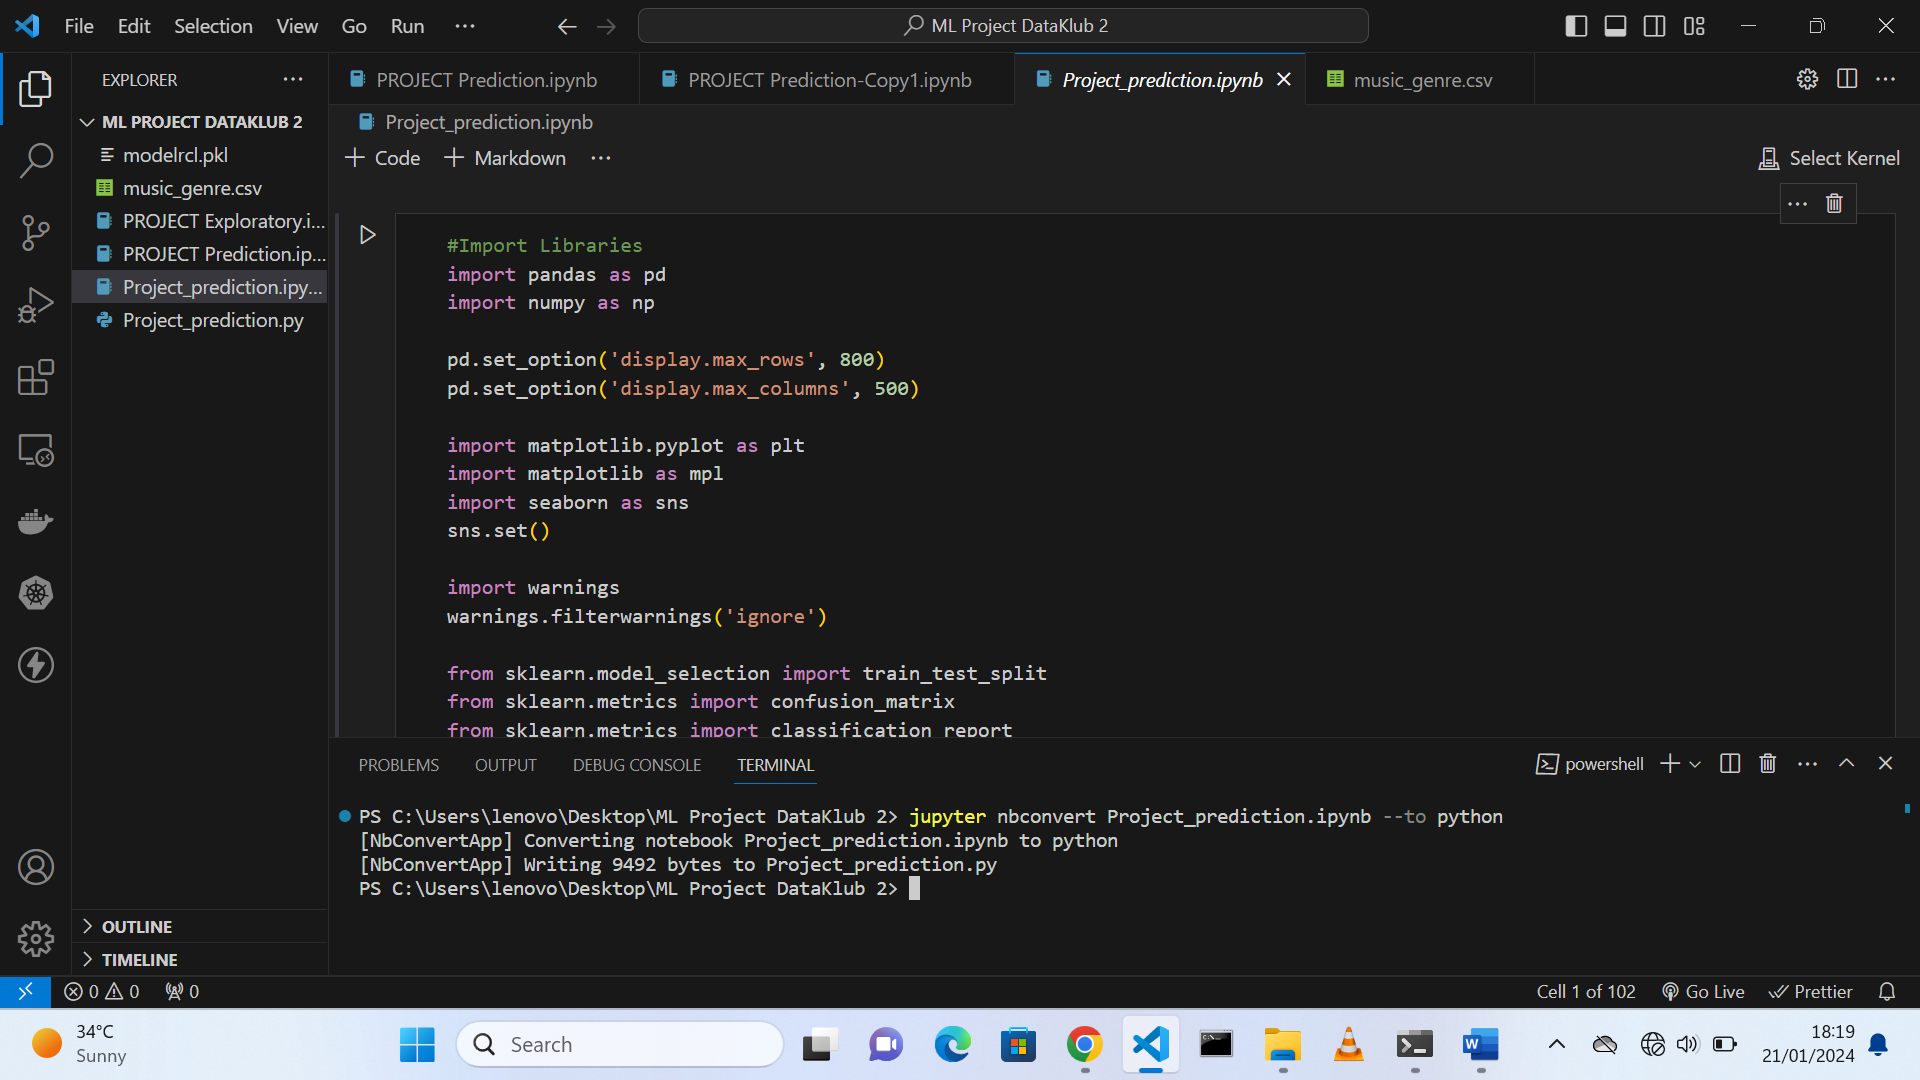 File Edit Selection View Go Run
ML Project DataKlub 2
EXPLORER
PROJECT Prediction.ipynb
PROJECT Prediction-Copy1.ipynb
Project_prediction.ipynb
music_genre.csv
ML PROJECT DATAKLUB 2
modelrcl.pkl
music_genre.csv
PROJECT Exploratory.i...
PROJECT Prediction.ip...
Project_prediction.ipy...
Project_prediction.py
OUTLINE
TIMELINE
Project_prediction.ipynb
Code Markdown
Select Kernel
#Import Libraries
import pandas as pd
import numpy as np
pd.set_option('display.max_rows', 800)
pd.set_option('display.max_columns', 500)
import matplotlib.pyplot as plt
import matplotlib as mpl
import seaborn as sns
sns.set()
import warnings
warnings.filterwarnings('ignore')
from sklearn.model_selection import train_test_split
from sklearn.metrics import confusion_matrix
from sklearn.metrics import classification_report
PROBLEMS OUTPUT DEBUG CONSOLE TERMINAL
powershell
PS C:\Users\lenovo\Desktop\ML Project DataKlub 2> jupyter nbconvert Project_prediction.ipynb --to python
[NbConvertApp] Converting notebook Project_prediction.ipynb to python
[NbConvertApp] Writing 9492 bytes to Project_prediction.py
PS C:\Users\lenovo\Desktop\ML Project DataKlub 2>
0 0 0
Cell 1 of 102 Go Live Prettier
34°C
Sunny
Search
18:19
21/01/2024